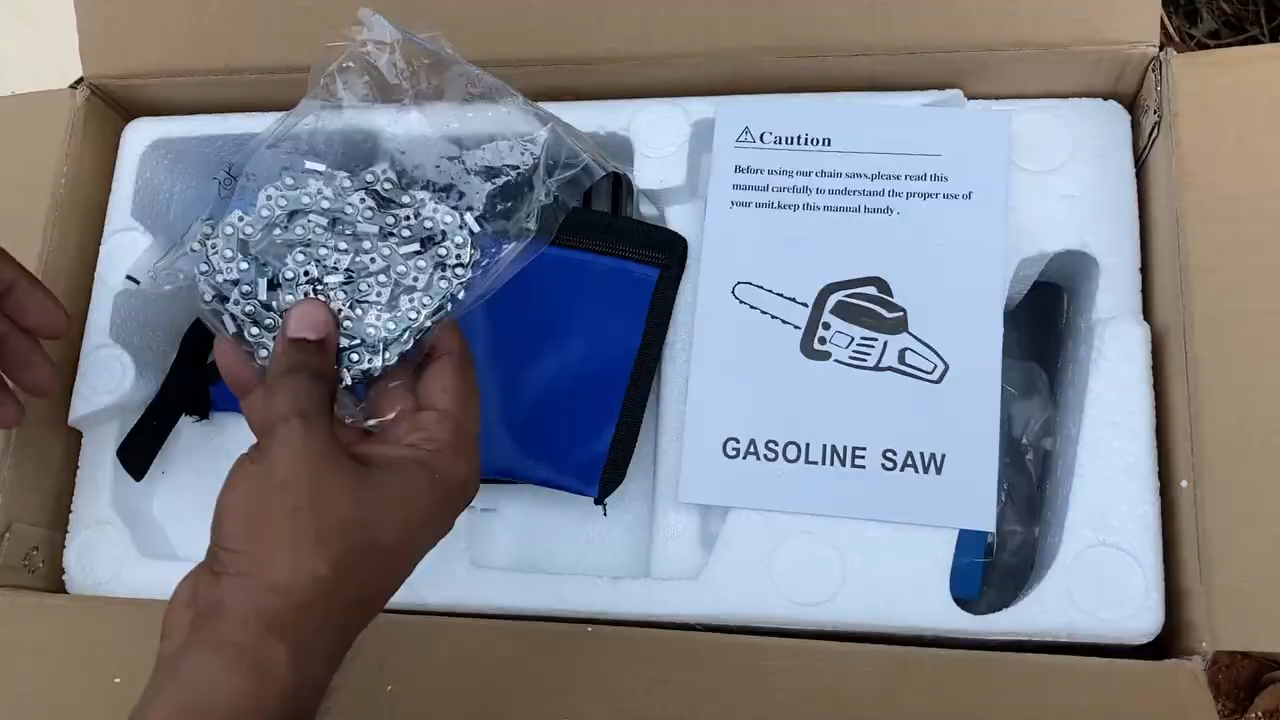 Caution
Before using our chain saws.please read this
manual carefully to understand the proper use of
your unit.keep this manual handy .
GASOLINE SAW